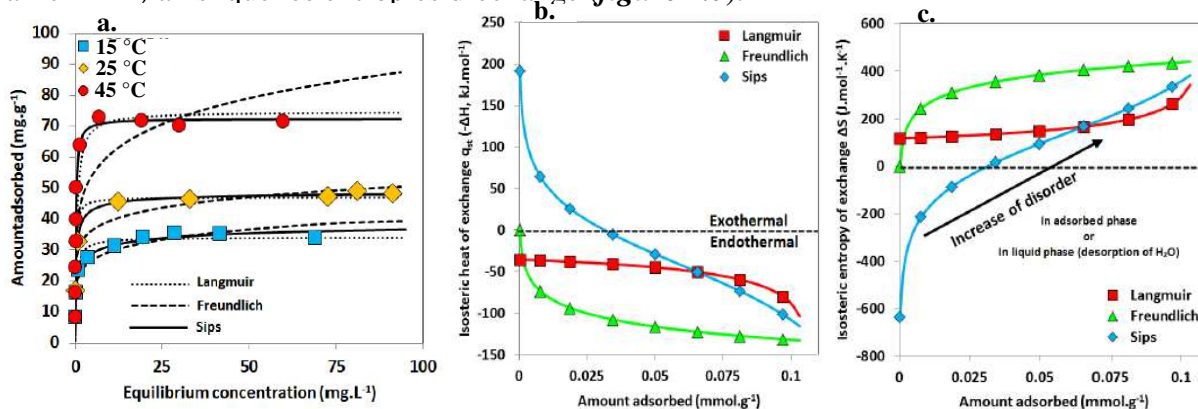 a.
100
90
80
70
60
50
40
30
20
10
0
Amountadsorbed (mg.g⁻¹)
15 °C
25 °C
45 °C
Langmuir
Freundlich
Sips
0 25 50 75 100
Equilibrium concentration (mg.L⁻¹)
b.
250
200
150
100
50
0
-50
-100
-150
Isosteric heat of exchange qst (-ΔH, kJ.mol⁻¹)
Langmuir
Freundlich
Sips
Exothermal
Endothermal
0 0.025 0.05 0.075 0.1
Amount adsorbed (mmol.g⁻¹)
c.
600
400
200
0
-200
-400
-600
-800
Isosteric entropy of exchange ΔS (J.mol⁻¹.K⁻¹)
Increase of disorder
In adsorbed phase
or
In liquid phase (desorption of H₂O)
Langmuir
Freundlich
Sips
0 0.025 0.05 0.075 0.1
Amount adsorbed (mmol.g⁻¹)